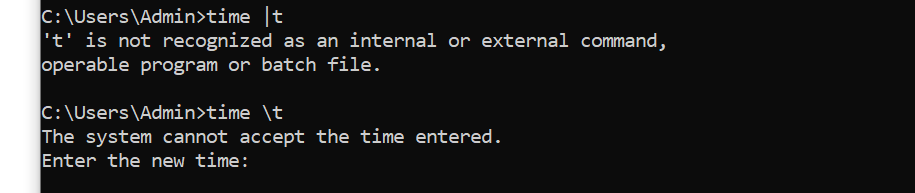 C:\Users\Admin>time |t
't' is not recognized as an internal or external command,
operable program or batch file.
C:\Users\Admin>time \t
The system cannot accept the time entered.
Enter the new time: